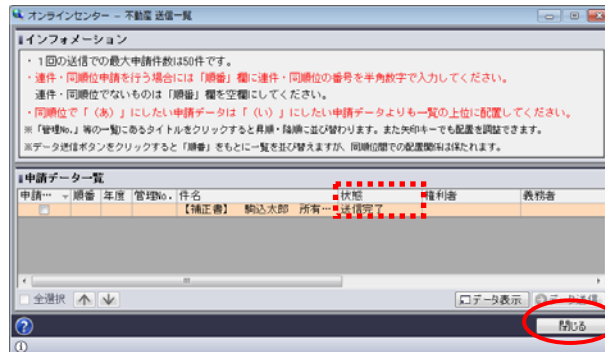 オンラインセンター － 不動産 送信一覧
インフォメーション
・１回の送信での最大申請件数は50件です。
・連件・同順位申請を行う場合には「順番」欄に連件・同順位の番号を半角数字で入力してください。
連件・同順位でないものは「順番」欄を空欄にしてください。
・同順位で「（あ）」にしたい申請データは「（い）」にしたい申請データよりも一覧の上位に配置してください。
※「管理No.」等の一覧にあるタイトルをクリックすると昇順・降順に並び替わります。また矢印キーでも配置を調整できます。
※データ送信ボタンをクリックすると「順番」をもとに一覧を並び替えますが、同順位間での配置関係は保たれます。
申請データ一覧
申請… 順番 年度 管理No. 件名 状態 権利者 義務者
【補正書】 駒込太郎 所有… 送信完了
全選択 データ表示 データ送信
閉じる